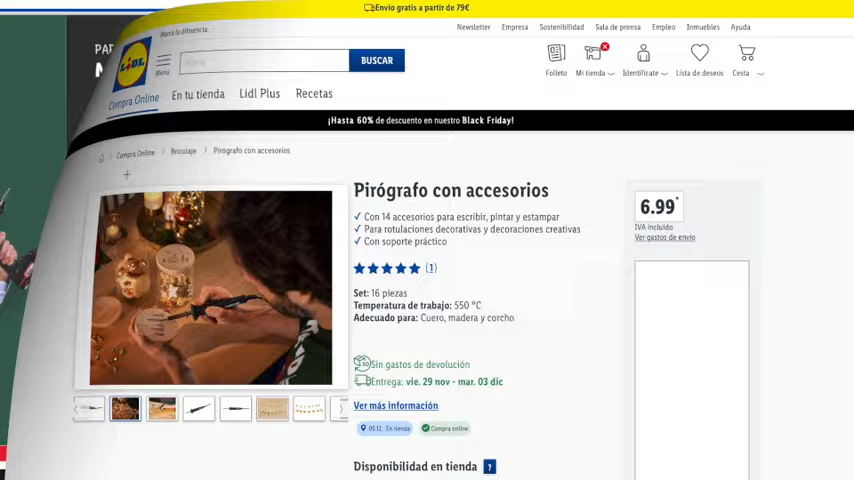 Envío gratis a partir de 79€
Marca la diferencia
Newsletter Empresa Sostenibilidad Sala de prensa Empleo Inmuebles Ayuda
PAR
LIDL
Menú
BUSCAR
Folleto Mi tienda Identifícate Lista de deseos Cesta
Compra Online En tu tienda Lidl Plus Recetas
¡Hasta 60% de descuento en nuestro Black Friday!
Compra Online > Bricolaje > Pirógrafo con accesorios
Pirógrafo con accesorios
✓ Con 14 accesorios para escribir, pintar y estampar
✓ Para rotulaciones decorativas y decoraciones creativas
✓ Con soporte práctico
(1)
Set: 16 piezas
Temperatura de trabajo: 550 °C
Adecuado para: Cuero, madera y corcho
Sin gastos de devolución
Entrega: vie. 29 nov - mar. 03 dic
Ver más información
05.12. En tienda Compra online
Disponibilidad en tienda ?
6.99*
IVA incluido
Ver gastos de envío